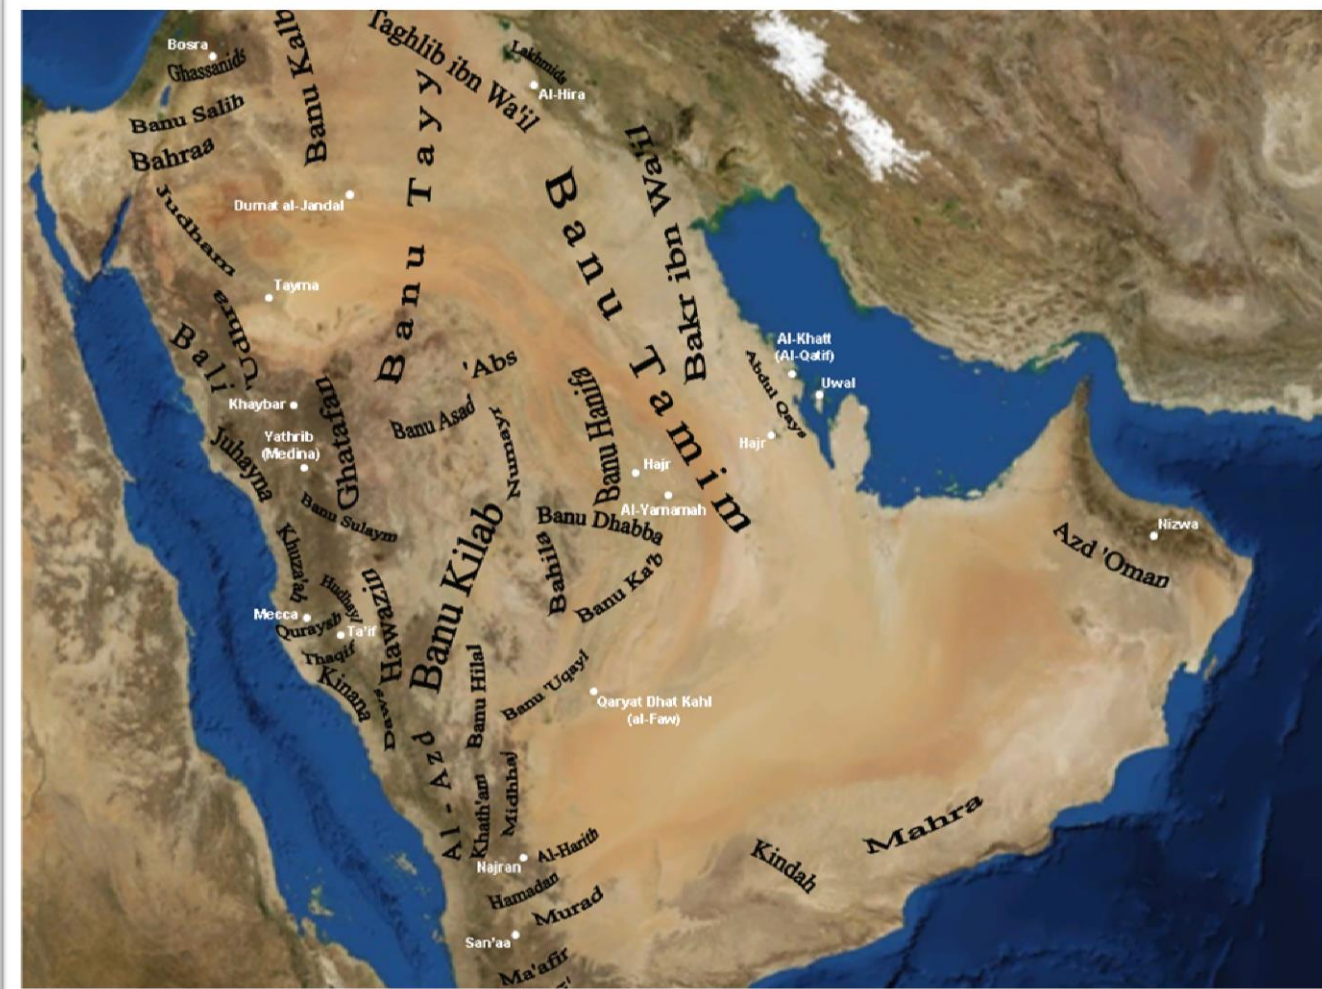 Bosra
Ghassanids
Banu Salih
Bahraa
Judham
Banu Kalb
Taghlib ibn Wa'il
Lakhmids
Al-Hira
Banu Tayy
Dumat al-Jandal
Tayma
Banu Tamim
Bakr ibn Wa'il
'Udhra
Bali
Khaybar
Ghatafan
Yathrib
(Medina)
Juhayna
Banu Sulaym
'Abs
Banu Asad
Numayr
Banu Hanifa
Al-Khatt
(Al-Qatif)
Uwal
Abdul Qays
Hajr
Hajr
Al-Yamamah
Banu Dhabba
Bahila
Banu Ka'b
Banu Kilab
Khuza'ah
Hudhayl
Mecca
Quraysh
Ta'if
Thaqif
Hawazin
Kinana
Daws
Banu Hilal
Banu 'Uqayl
Qaryat Dhat Kahl
(al-Faw)
Nizwa
Azd 'Oman
Al-Azd
Khath'am
Midhhaj
Najran
Al-Harith
Hamadan
Murad
San'aa
Ma'afir
Kindah
Mahra